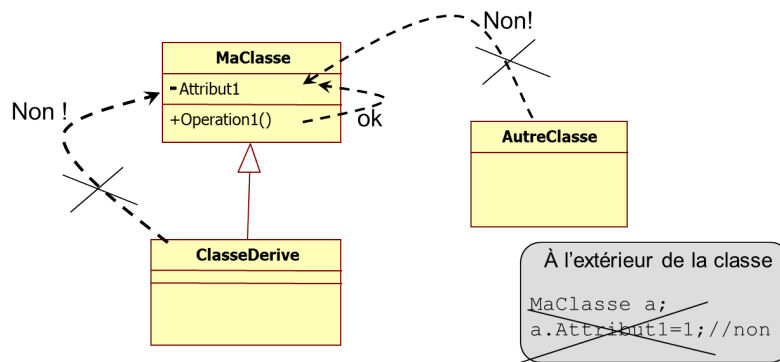 Non!
MaClasse
-Attribut1
Non !
+Operation1()
ok
AutreClasse
ClasseDerive
À l'extérieur de la classe
MaClasse a;
a.Attribut1=1;//non